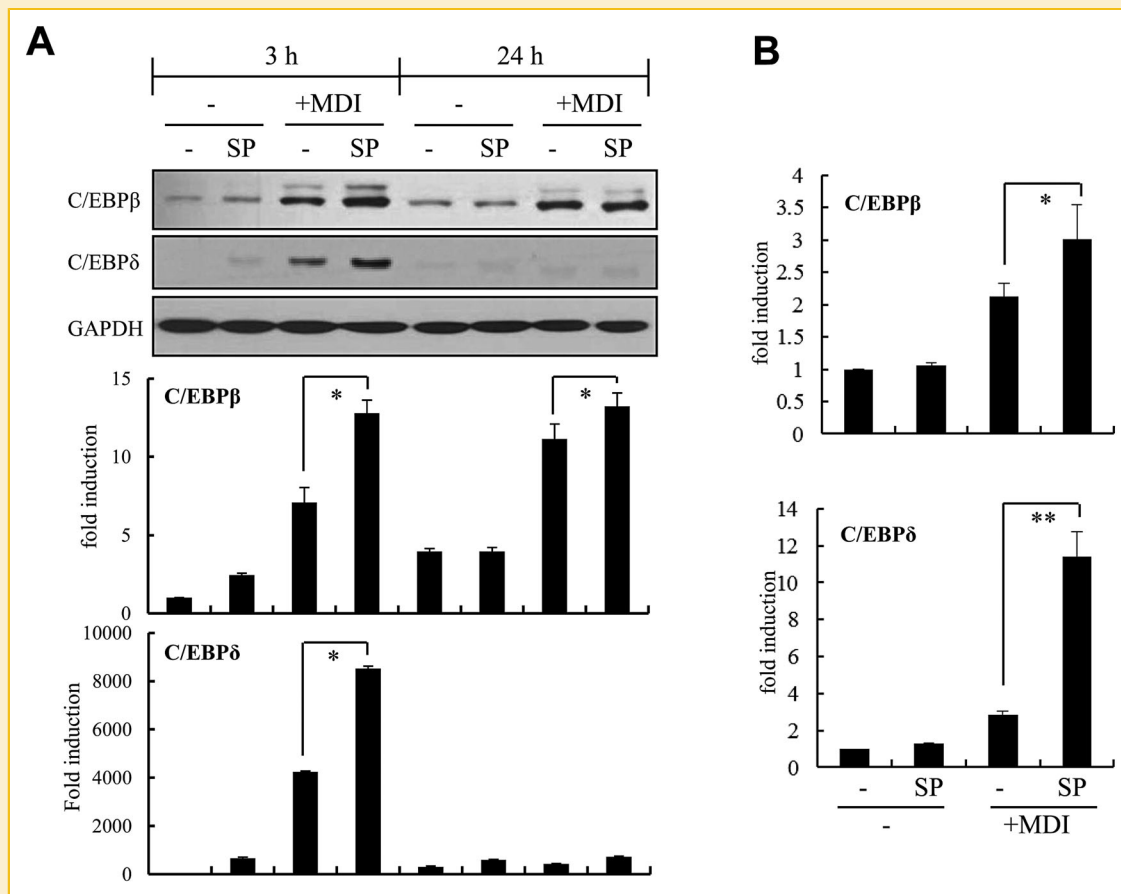 A
3 h 24 h
- +MDI - +MDI
- SP - SP - SP - SP
C/EBPβ
C/EBPδ
GAPDH
15
10
5
0
fold induction
C/EBPβ
* *
10000
8000
6000
4000
2000
0
Fold induction
C/EBPδ
*
B
4
3.5
3
2.5
2
1.5
1
0.5
0
fold induction
C/EBPβ
*
14
12
10
8
6
4
2
0
fold induction
C/EBPδ
**
- SP - SP
- +MDI